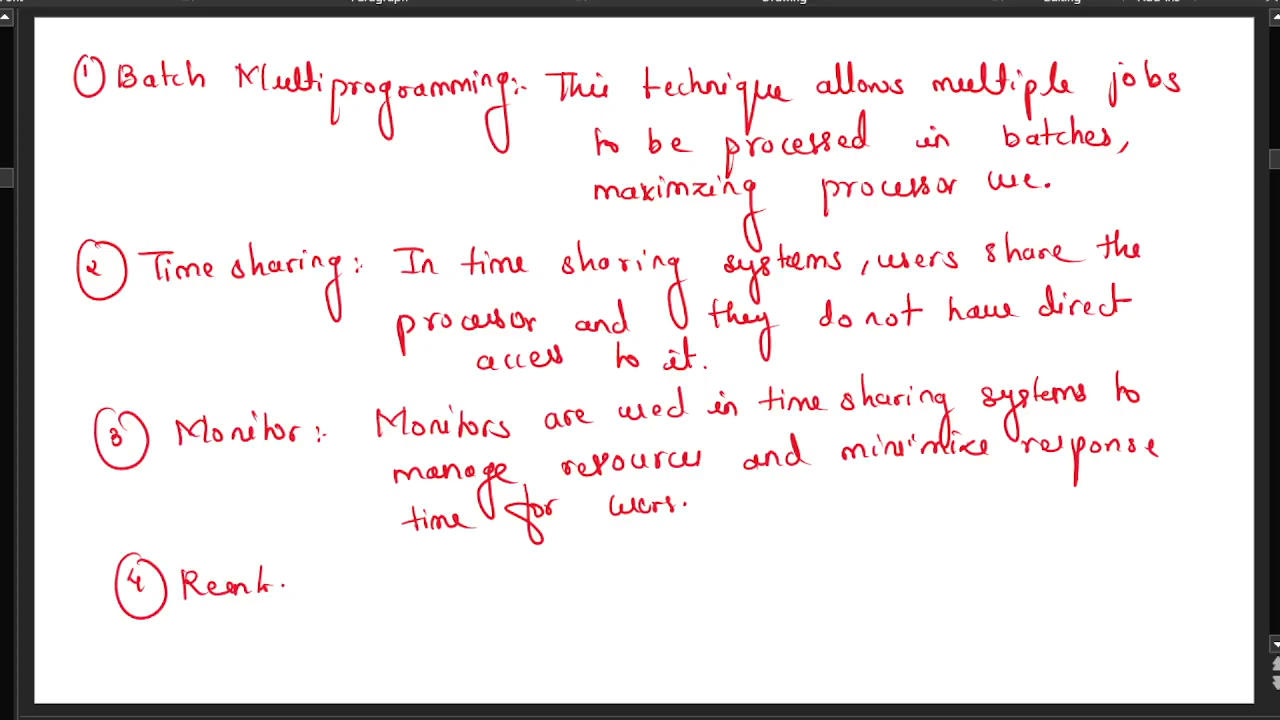 ① Batch Multiprogramming:- This technique allows multiple jobs
to be processed in batches,
maximzing processor use.
② Time sharing: In time sharing systems, users share the
processor and they do not have direct
access to it.
③ Monitor:- Monitors are used in time sharing systems to
manage resources and minimize response
time for users.
④